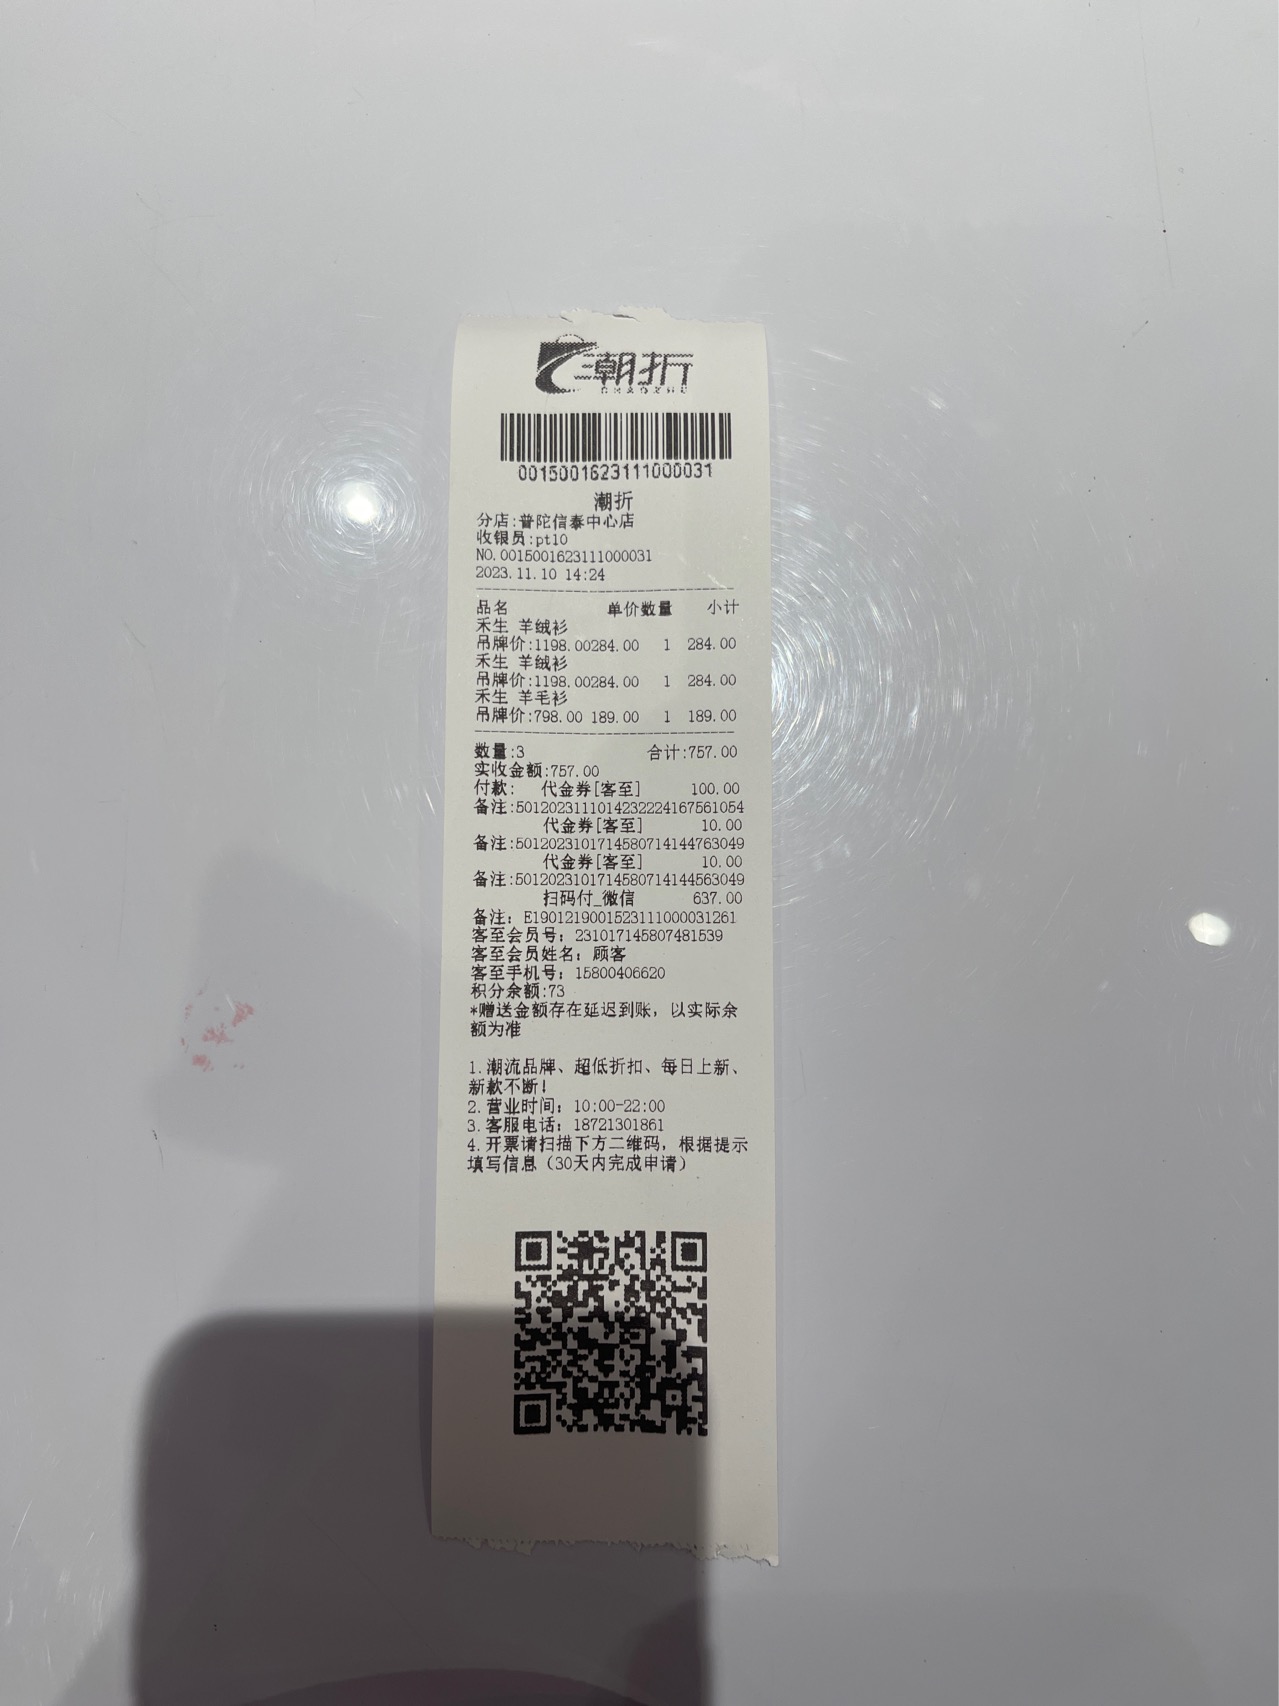 潮折
CHAOZHE
0015001623111000031
潮折
分店:普陀信泰中心店
收银员:pt10
NO.0015001623111000031
2023.11.10 14:24
品名 单价数量 小计
禾生 羊绒衫
吊牌价:1198.00284.00 1 284.00
禾生 羊绒衫
吊牌价:1198.00284.00 1 284.00
禾生 羊毛衫
吊牌价:798.00 189.00 1 189.00
数量:3 合计:757.00
实收金额:757.00
付款: 代金券[客至] 100.00
备注:5012023111014232224167561054
代金券[客至] 10.00
备注:5012023101714580714144763049
代金券[客至] 10.00
备注:5012023101714580714144563049
扫码付_微信 637.00
备注: E1901219001523111000031261
客至会员号: 231017145807481539
客至会员姓名: 顾客
客至手机号: 15800406620
积分余额:73
*赠送金额存在延迟到账, 以实际余
额为准
1.潮流品牌、超低折扣、每日上新、
新款不断!
2.营业时间: 10:00-22:00
3.客服电话: 18721301861
4.开票请扫描下方二维码, 根据提示
填写信息(30天内完成申请)